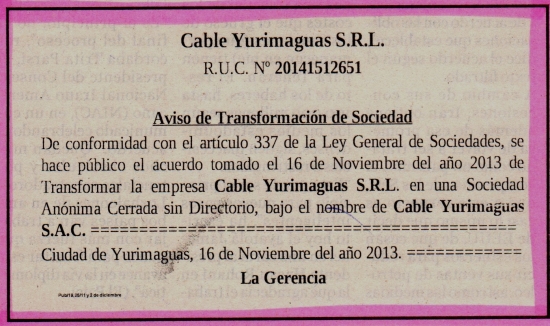 Cable Yurimaguas S.R.L.
R.U.C. Nº 20141512651
Aviso de Transformación de Sociedad
De conformidad con el artículo 337 de la Ley General de Sociedades, se
hace público el acuerdo tomado el 16 de Noviembre del año 2013 de
Transformar la empresa Cable Yurimaguas S.R.L. en una Sociedad
Anónima Cerrada sin Directorio, bajo el nombre de Cable Yurimaguas
S.A.C. ================================================
Ciudad de Yurimaguas, 16 de Noviembre del año 2013. =============
La Gerencia